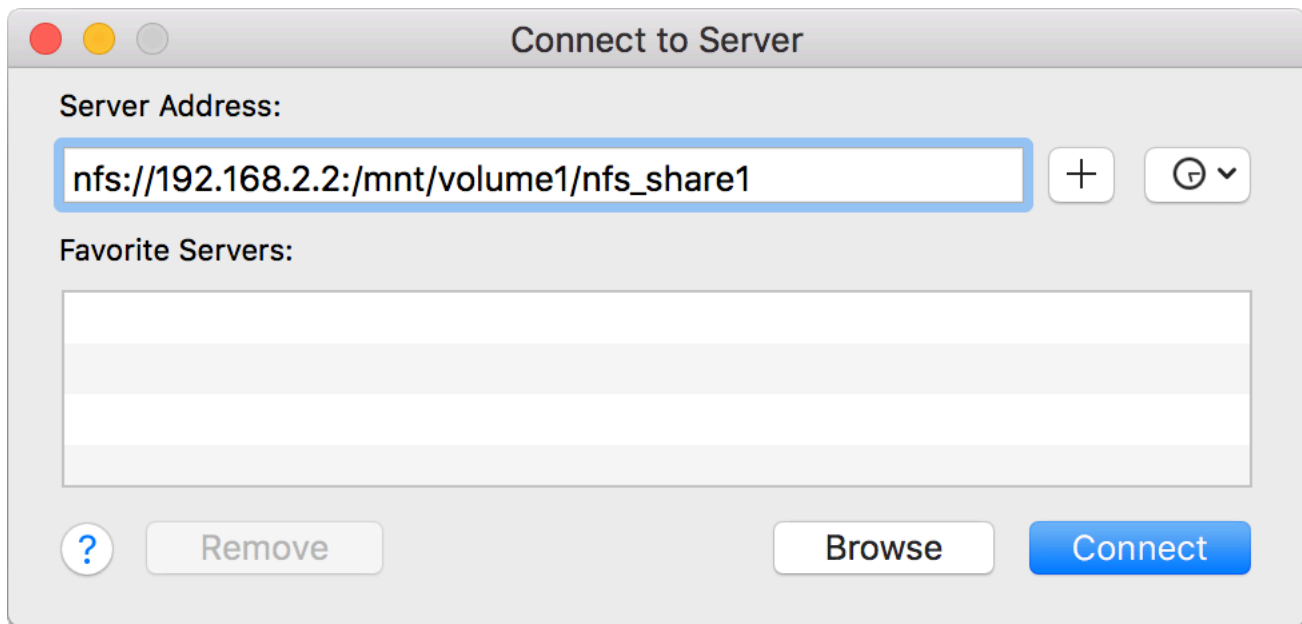 Connect to Server
Server Address:
nfs://192.168.2.2:/mnt/volume1/nfs_share1
Favorite Servers:
? Remove Browse Connect